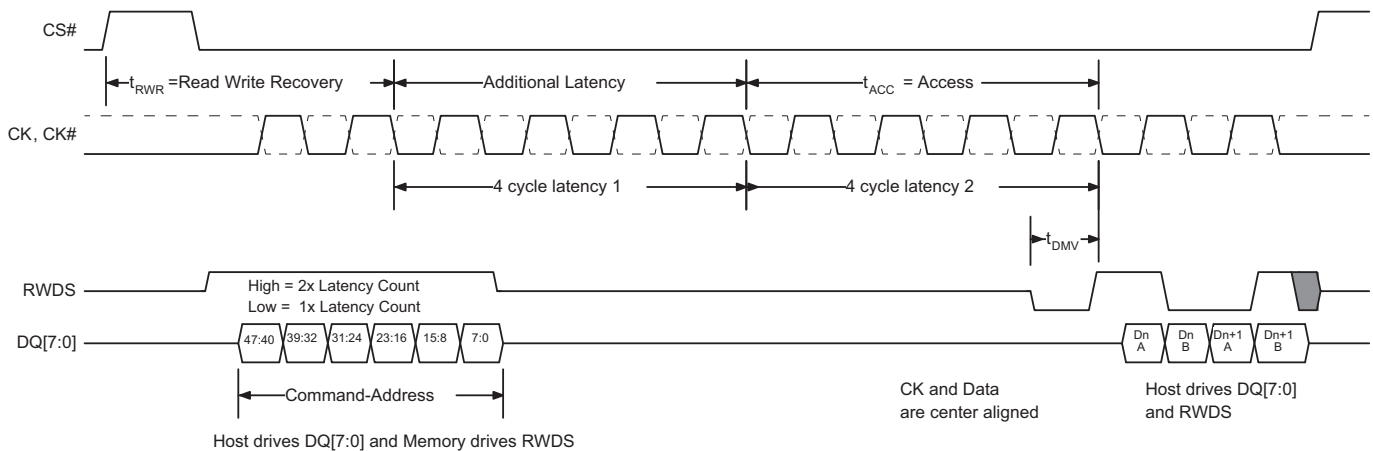 CS#
tRWR =Read Write Recovery
Additional Latency
tACC = Access
CK, CK#
4 cycle latency 1
4 cycle latency 2
tDMV
RWDS
High = 2x Latency Count
Low = 1x Latency Count
DQ[7:0]
47:40
39:32
31:24
23:16
15:8
7:0
Dn
A
Dn
B
Dn+1
A
Dn+1
B
Command-Address
CK and Data
are center aligned
Host drives DQ[7:0]
and RWDS
Host drives DQ[7:0] and Memory drives RWDS